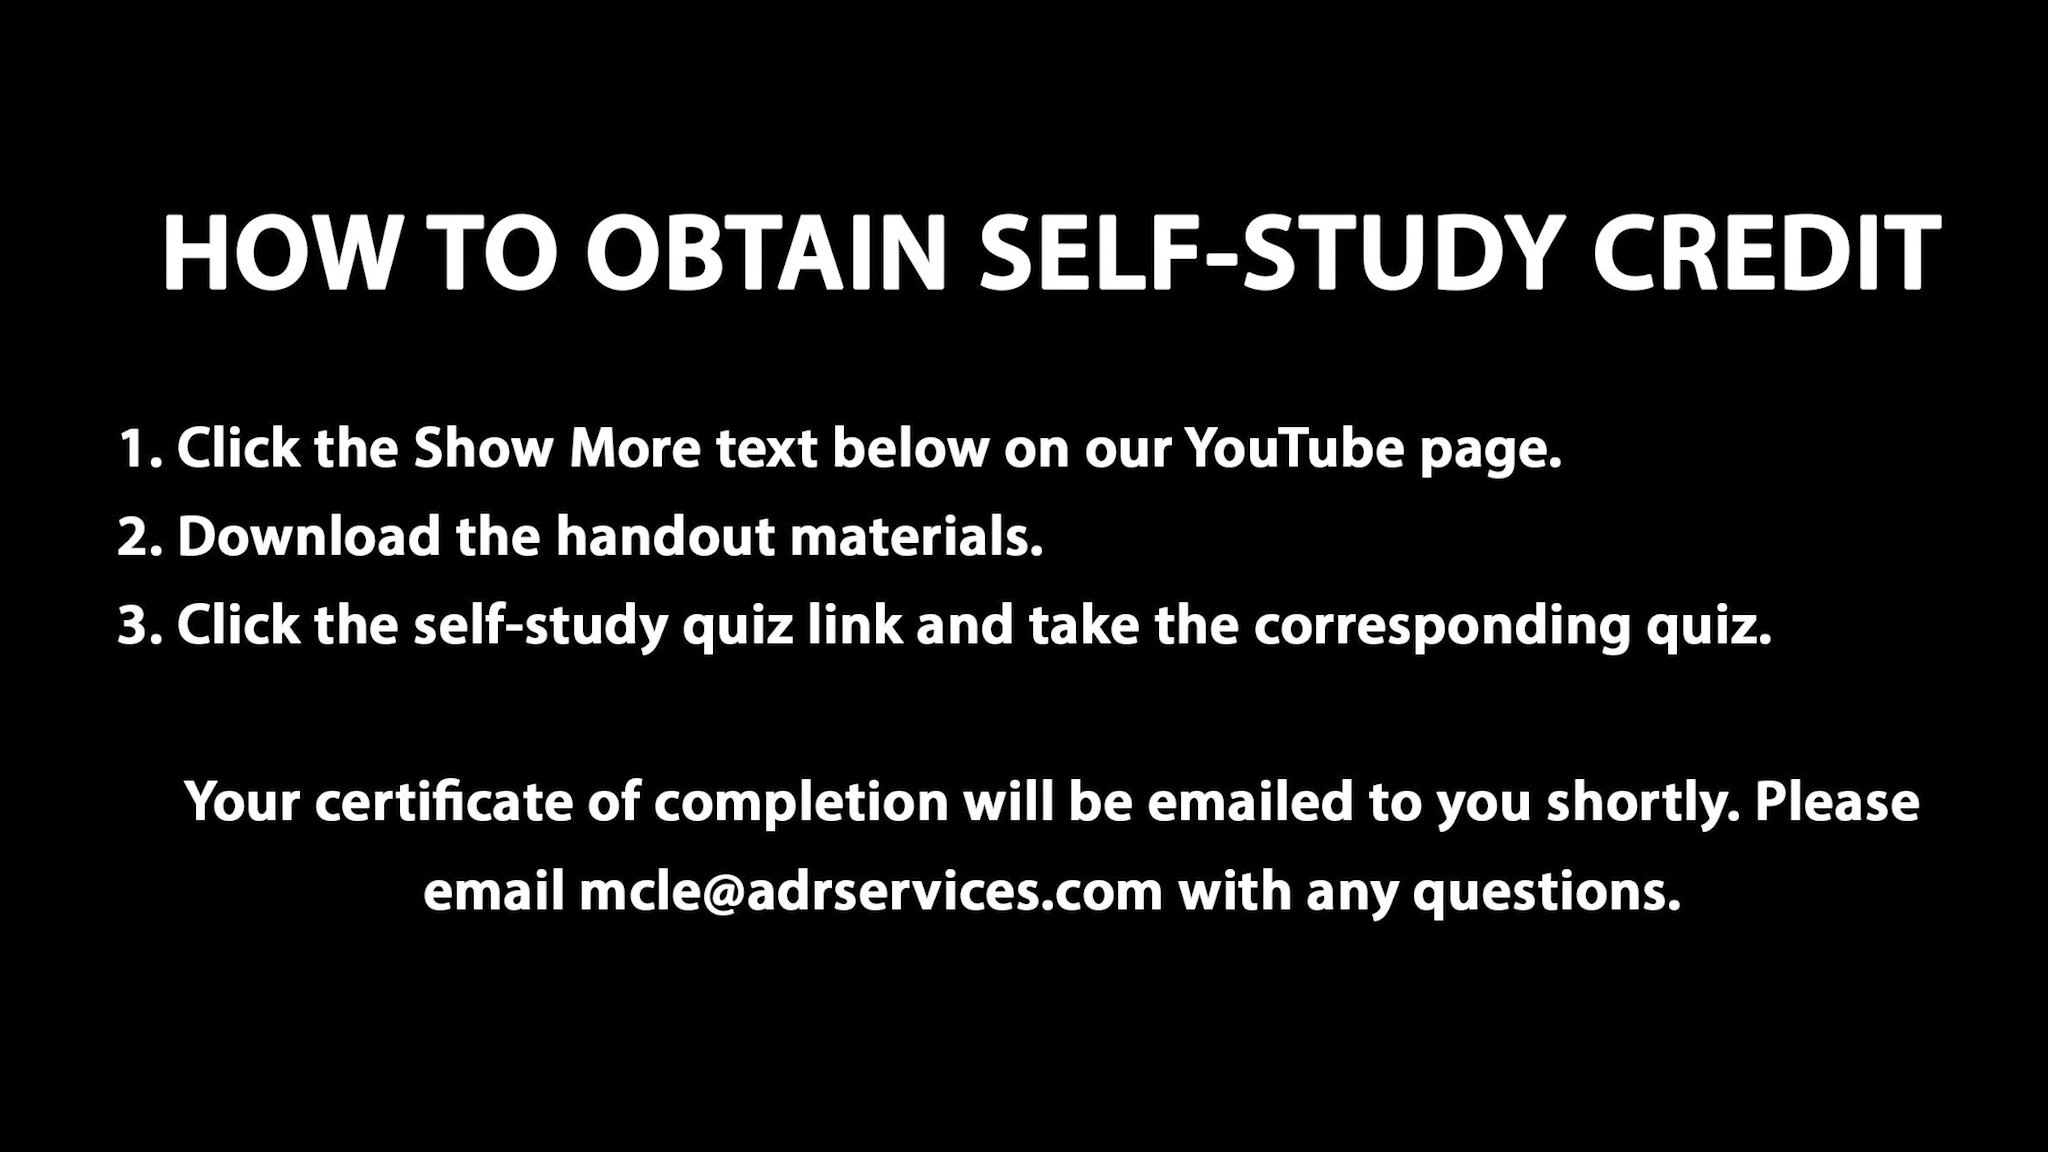 HOW TO OBTAIN SELF-STUDY CREDIT
1. Click the Show More text below on our YouTube page.
2. Download the handout materials.
3. Click the self-study quiz link and take the corresponding quiz.
Your certificate of completion will be emailed to you shortly. Please
email mcle@adrservices.com with any questions.